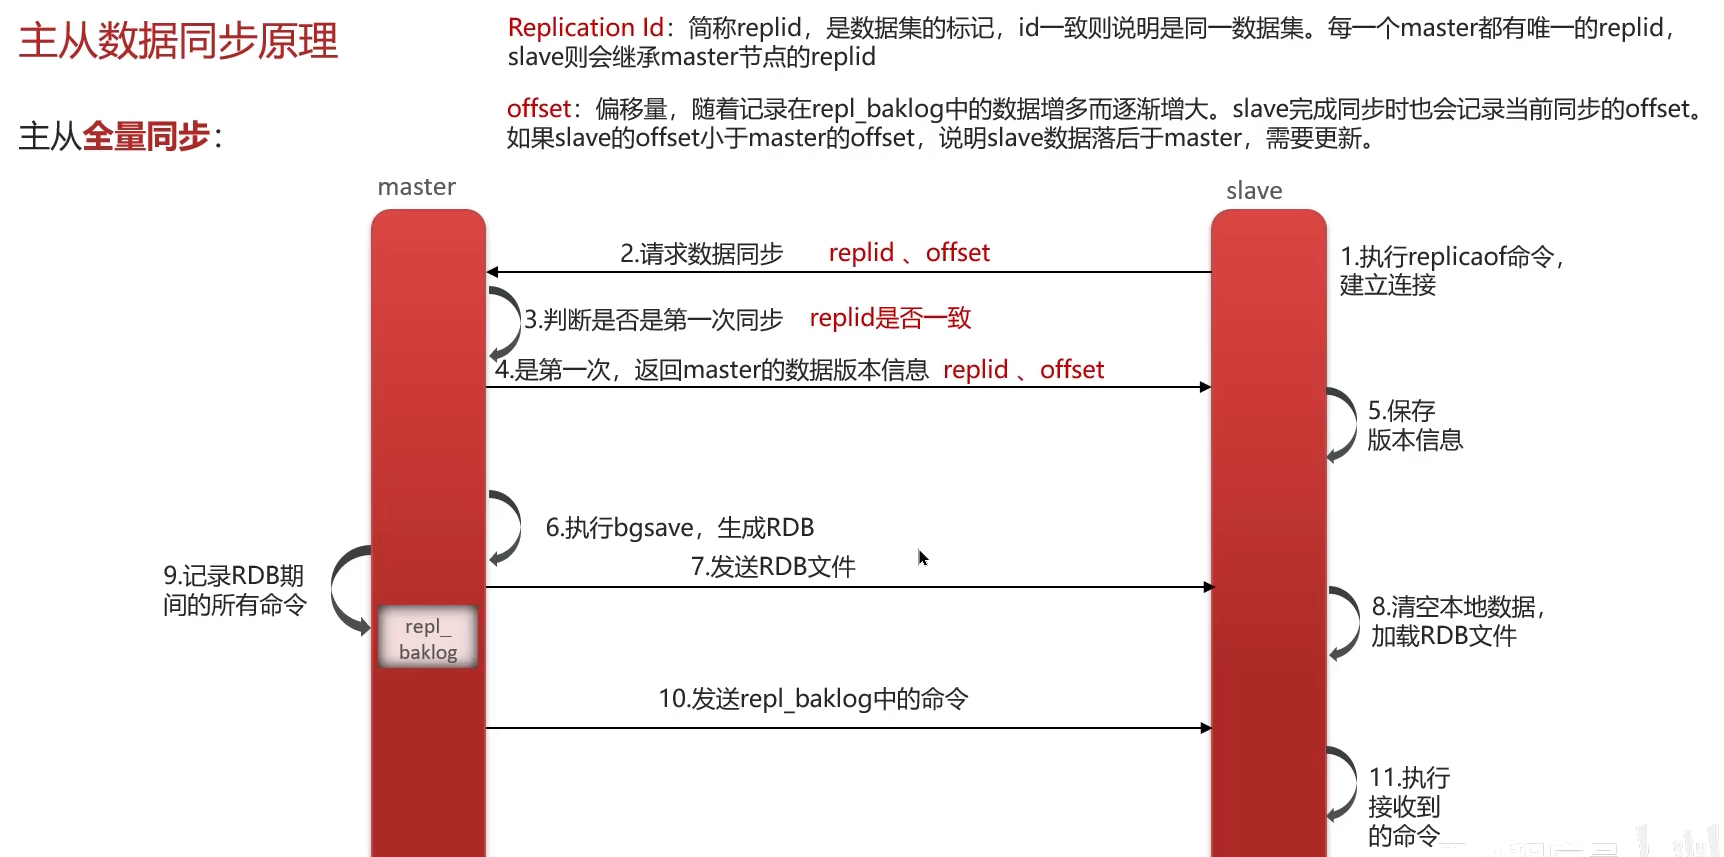 主从数据同步原理
Replication Id：简称replid，是数据集的标记，id一致则说明是同一数据集。每一个master都有唯一的replid，
slave则会继承master节点的replid
offset：偏移量，随着记录在repl_baklog中的数据增多而逐渐增大。slave完成同步时也会记录当前同步的offset。
如果slave的offset小于master的offset，说明slave数据落后于master，需要更新。
主从全量同步：
master
slave
1.执行replicaof命令，
建立连接
2.请求数据同步 replid 、offset
3.判断是否是第一次同步 replid是否一致
4.是第一次，返回master的数据版本信息 replid 、offset
5.保存
版本信息
6.执行bgsave，生成RDB
7.发送RDB文件
8.清空本地数据，
加载RDB文件
9.记录RDB期
间的所有命令
repl_
baklog
10.发送repl_baklog中的命令
11.执行
接收到
的命令